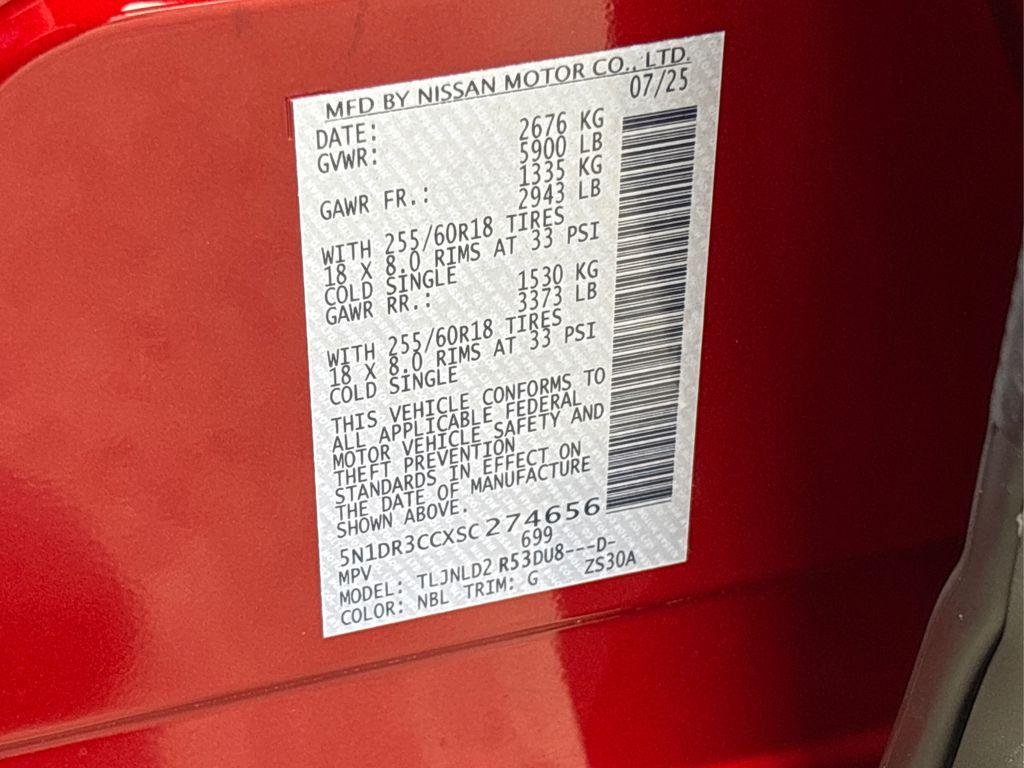 MFD BY NISSAN MOTOR CO., LTD.
DATE: 07/25
GVWR: 2676 KG
5900 LB
GAWR FR.: 1335 KG
2943 LB
WITH 255/60R18 TIRES
18 X 8.0 RIMS AT 33 PSI
COLD SINGLE
GAWR RR.: 1530 KG
3373 LB
WITH 255/60R18 TIRES
18 X 8.0 RIMS AT 33 PSI
COLD SINGLE
THIS VEHICLE CONFORMS TO
ALL APPLICABLE FEDERAL
MOTOR VEHICLE SAFETY AND
THEFT PREVENTION
STANDARDS IN EFFECT ON
THE DATE OF MANUFACTURE
SHOWN ABOVE.
5N1DR3CCXSC274656
MPV 699
MODEL: TLJNLD2 R53DU8---D-
COLOR: NBL TRIM: G ZS30A